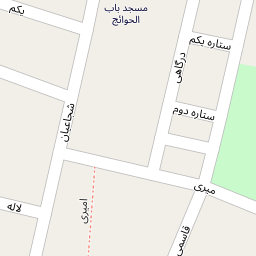 یکم
مسجد باب
الحوائج
ستاره یکم
درگاهی
شجاعیان
ستاره دوم
میری
لاله
امیری
قاسمی